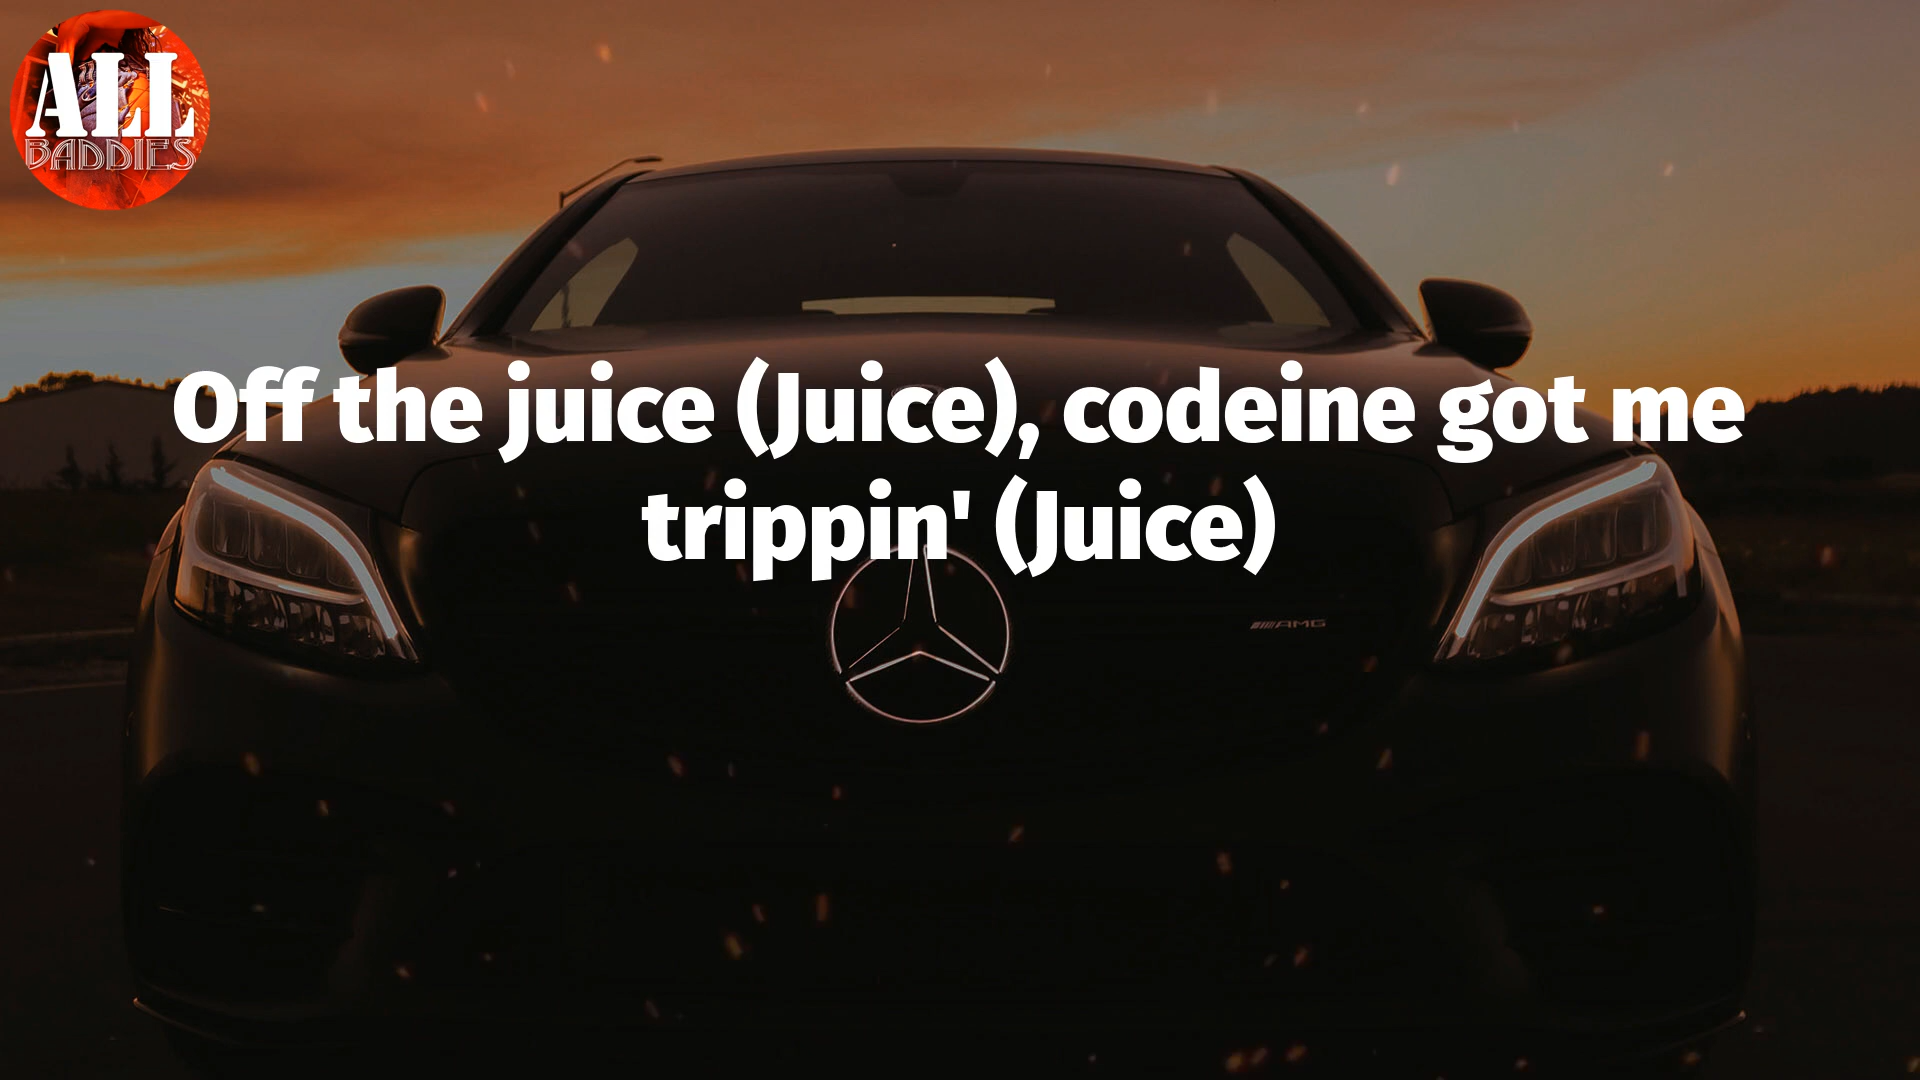 ALL
BADDIES
Off the juice (Juice), codeine got me
trippin' (Juice)
AMG